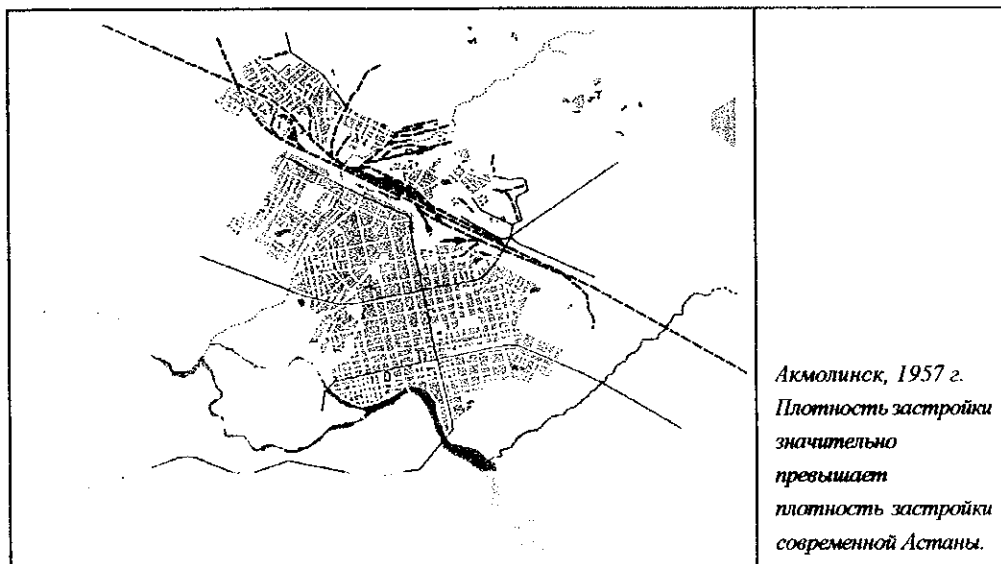 Акмолинск, 1957 г.
Плотность застройки
значительно
превышает
плотность застройки
современной Астаны.